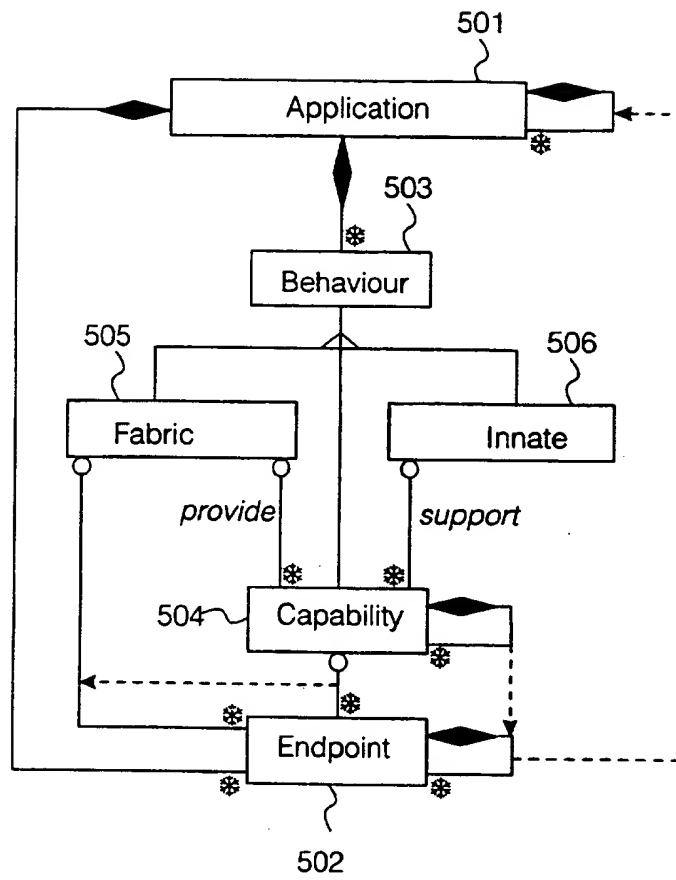 501
Application
503
Behaviour
505
506
Fabric
Innate
provide
support
504
Capability
Endpoint
502